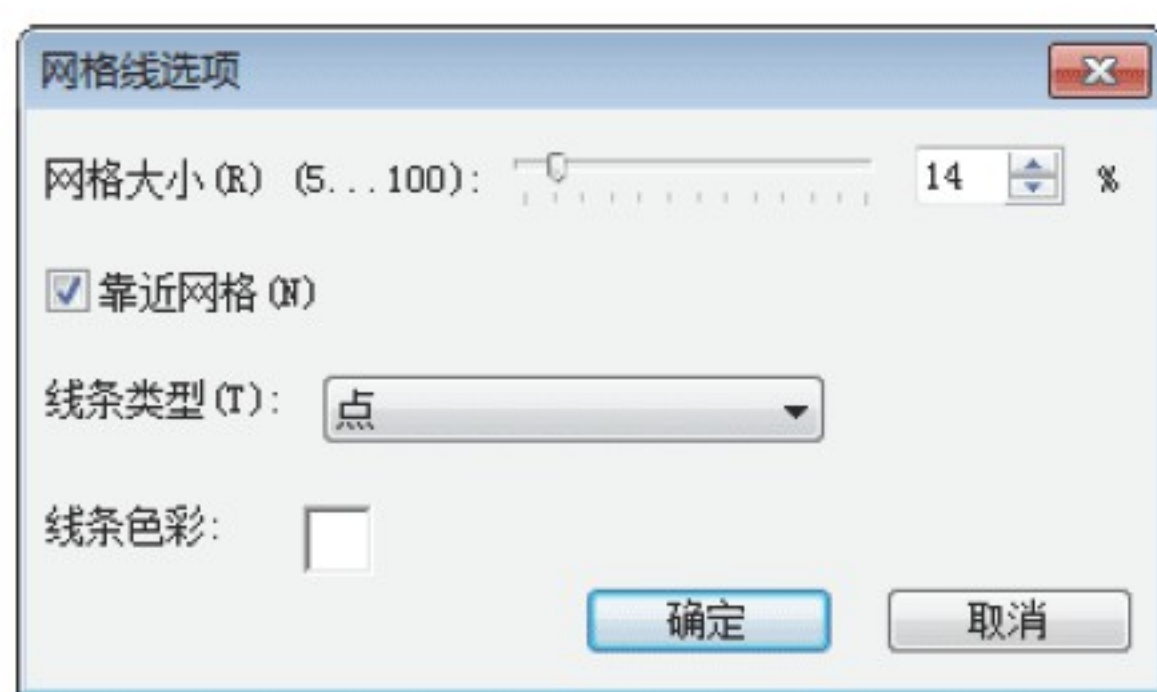 网格线选项
网格大小(R) (5...100): 14 %
靠近网格(N)
线条类型(T): 点
线条色彩:
确定 取消